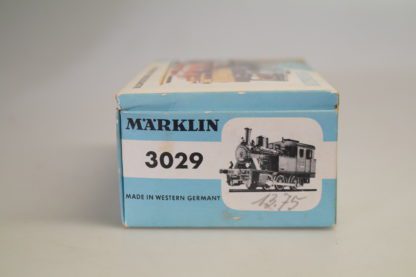 MÄRKLIN
3029
MADE IN WESTERN GERMANY
13.75